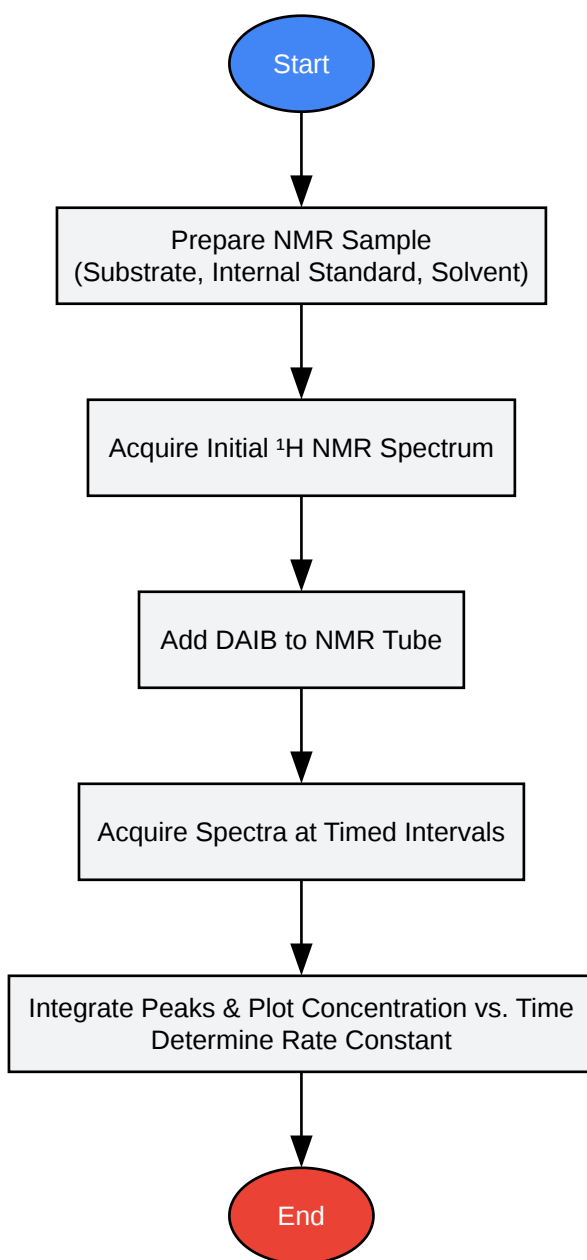 Start
Prepare NMR Sample
(Substrate, Internal Standard, Solvent)
Acquire Initial ¹H NMR Spectrum
Add DAIB to NMR Tube
Acquire Spectra at Timed Intervals
Integrate Peaks & Plot Concentration vs. Time
Determine Rate Constant
End